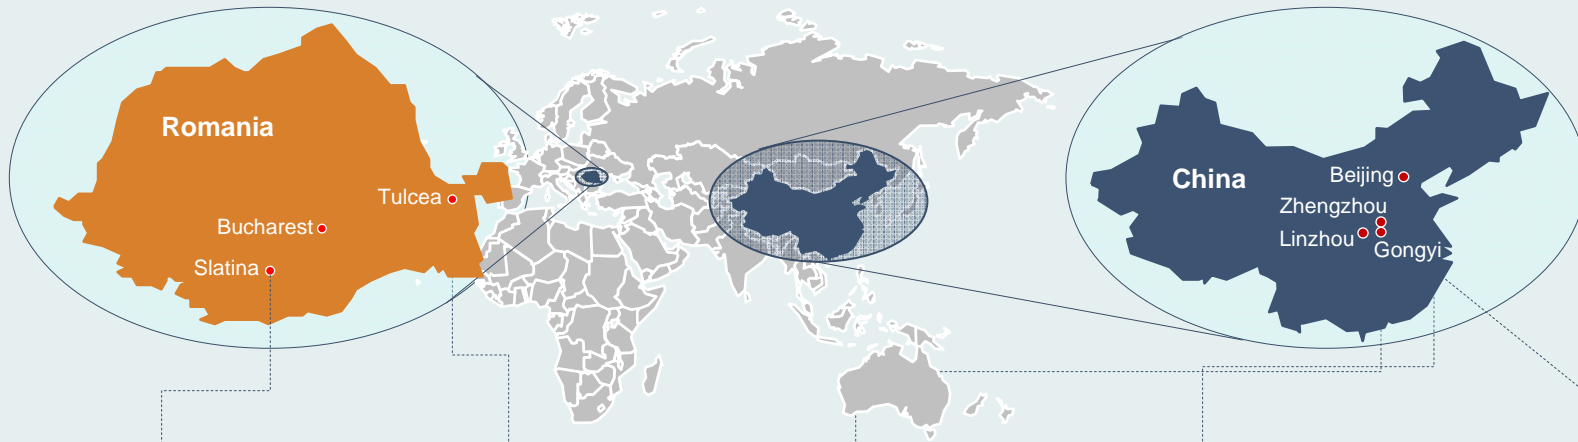 Romania
Tulcea
Bucharest
Slatina
China
Beijing
Zhengzhou
Linzhou
Gongyi